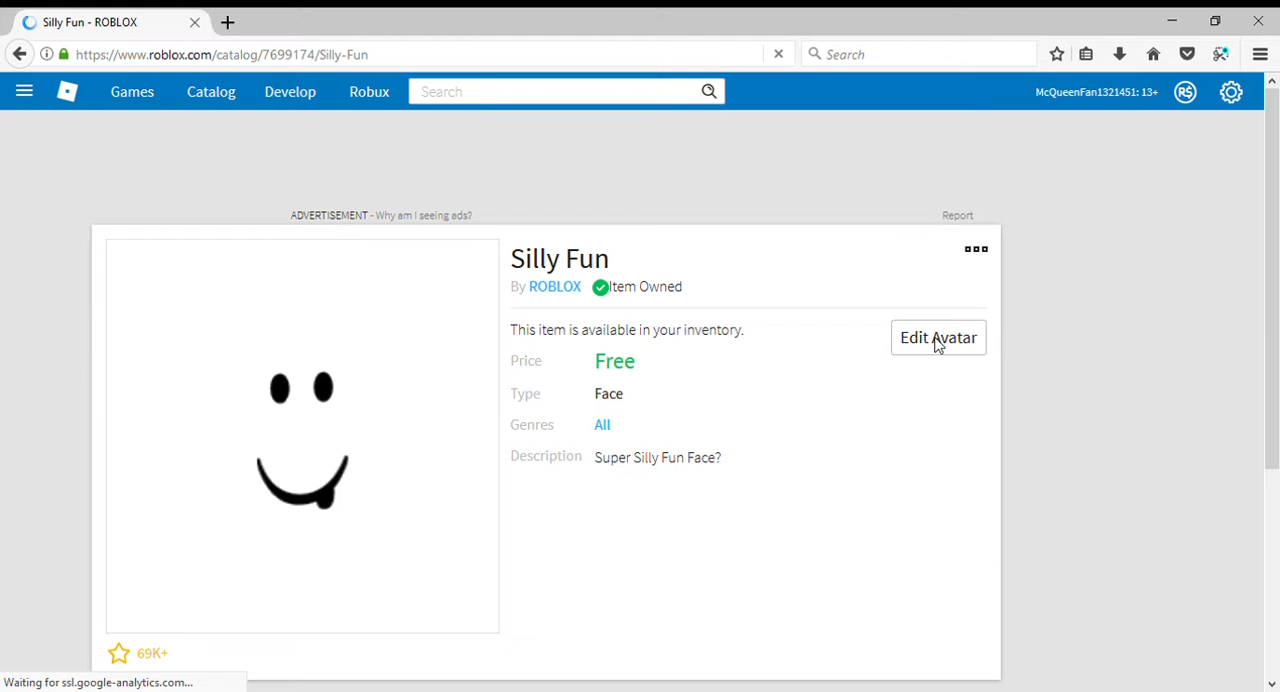 Silly Fun - ROBLOX
https://www.roblox.com/catalog/7699174/Silly-Fun
Search
Games Catalog Develop Robux Search McQueenFan1321451: 13+ R$
ADVERTISEMENT - Why am I seeing ads? Report
Silly Fun
By ROBLOX Item Owned
This item is available in your inventory. Edit Avatar
Price Free
Type Face
Genres All
Description Super Silly Fun Face?
69K+
Waiting for ssl.google-analytics.com...